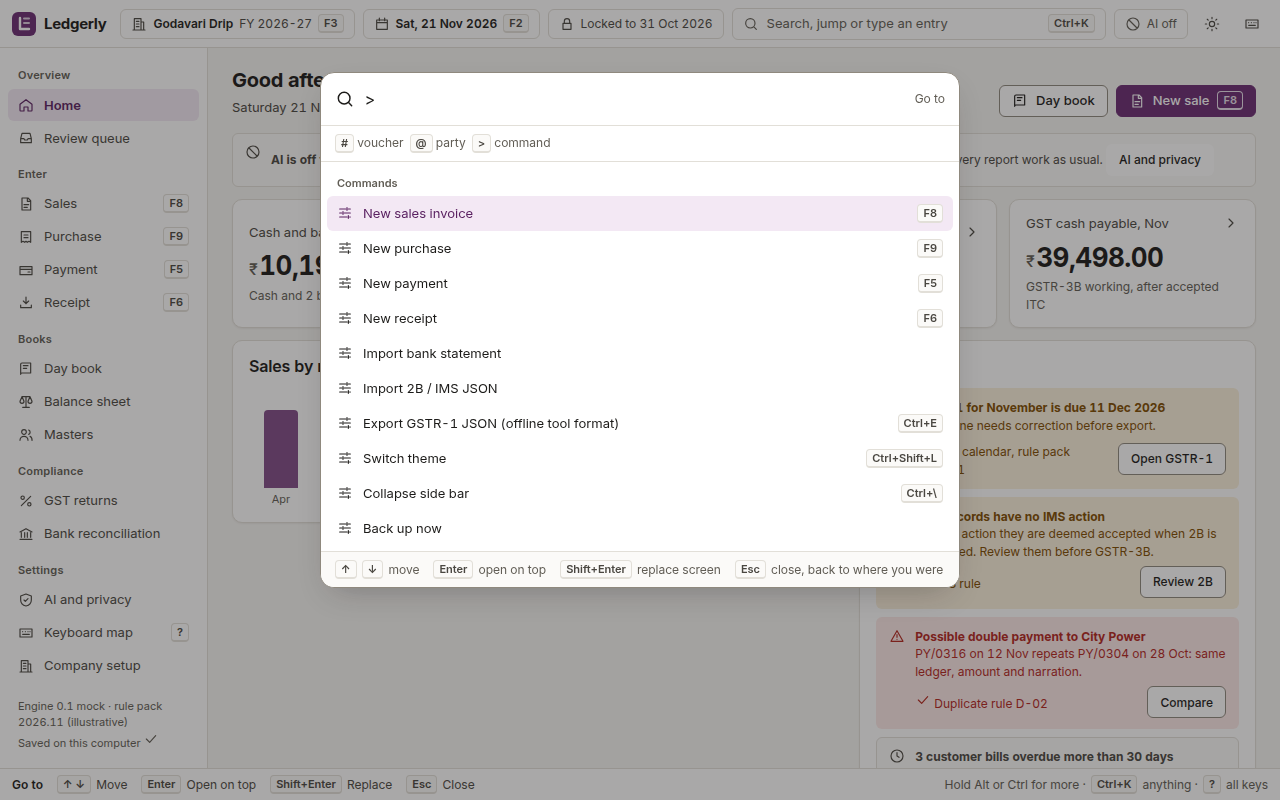 Ledgerly
Godavari Drip FY 2026-27 F3
Sat, 21 Nov 2026 F2
Locked to 31 Oct 2026
Search, jump or type an entry Ctrl+K
AI off
Overview
Home
Review queue
Enter
Sales F8
Purchase F9
Payment F5
Receipt F6
Books
Day book
Balance sheet
Masters
Compliance
GST returns
Bank reconciliation
Settings
AI and privacy
Keyboard map ?
Company setup
Engine 0.1 mock · rule pack
2026.11 (illustrative)
Saved on this computer
Good
Saturday 21
Day book
New sale F8
AI is off
every report work as usual.
AI and privacy
Cash and
₹10,19
Cash and 2
GST cash payable, Nov
₹39,498.00
GSTR-3B working, after accepted
ITC
Sales by
Apr
> Go to
# voucher @ party > command
Commands
New sales invoice F8
New purchase F9
New payment F5
New receipt F6
Import bank statement
Import 2B / IMS JSON
Export GSTR-1 JSON (offline tool format) Ctrl+E
Switch theme Ctrl+Shift+L
Collapse side bar Ctrl+\
Back up now
↑ ↓ move Enter open on top Shift+Enter replace screen Esc close, back to where you were
for November is due 11 Dec 2026
needs correction before export.
calendar, rule pack
Open GSTR-1
have no IMS action
action they are deemed accepted when 2B is
Review them before GSTR-3B.
rule
Review 2B
Possible double payment to City Power
PY/0316 on 12 Nov repeats PY/0304 on 28 Oct: same
ledger, amount and narration.
Duplicate rule D-02
Compare
3 customer bills overdue more than 30 days
Go to ↑ ↓ Move Enter Open on top Shift+Enter Replace Esc Close
Hold Alt or Ctrl for more · Ctrl+K anything · ? all keys